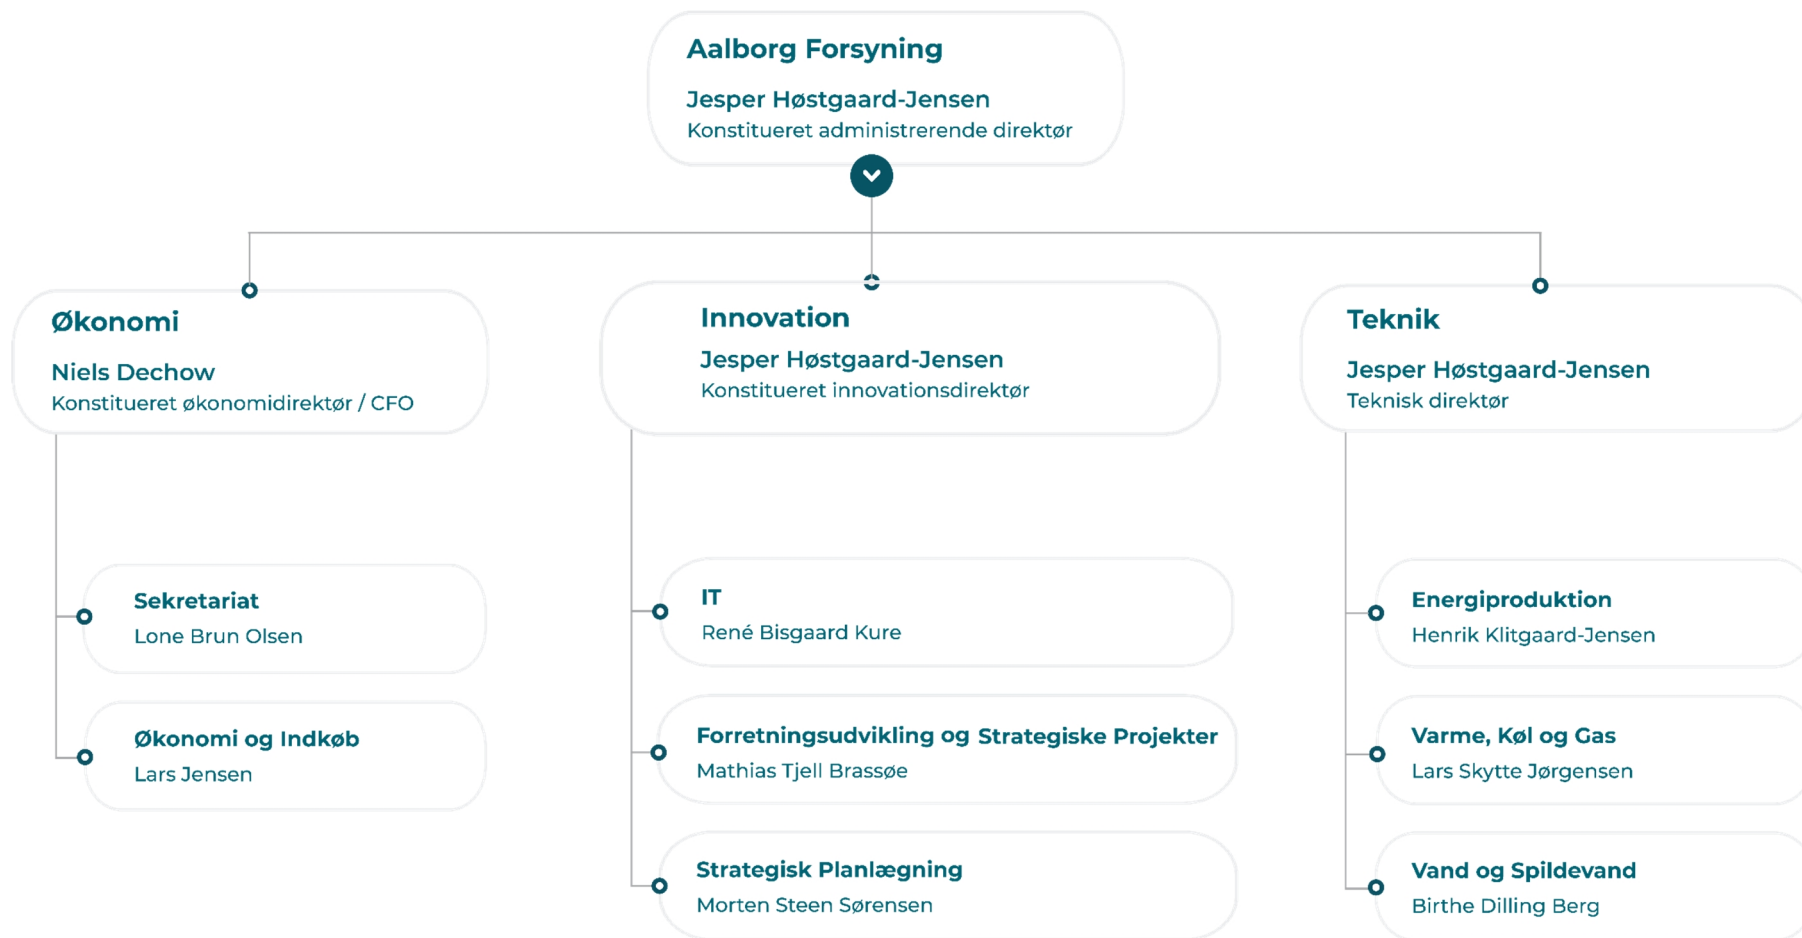 Aalborg Forsyning
Jesper Høstgaard-Jensen
Konstitueret administrerende direktør
Økonomi
Niels Dechow
Konstitueret økonomidirektør / CFO
Sekretariat
Lone Brun Olsen
Økonomi og Indkøb
Lars Jensen
Innovation
Jesper Høstgaard-Jensen
Konstitueret innovationsdirektør
IT
René Bisgaard Kure
Forretningsudvikling og Strategiske Projekter
Mathias Tjell Brassøe
Strategisk Planlægning
Morten Steen Sørensen
Teknik
Jesper Høstgaard-Jensen
Teknisk direktør
Energiproduktion
Henrik Klitgaard-Jensen
Varme, Køl og Gas
Lars Skytte Jørgensen
Vand og Spildevand
Birthe Dilling Berg